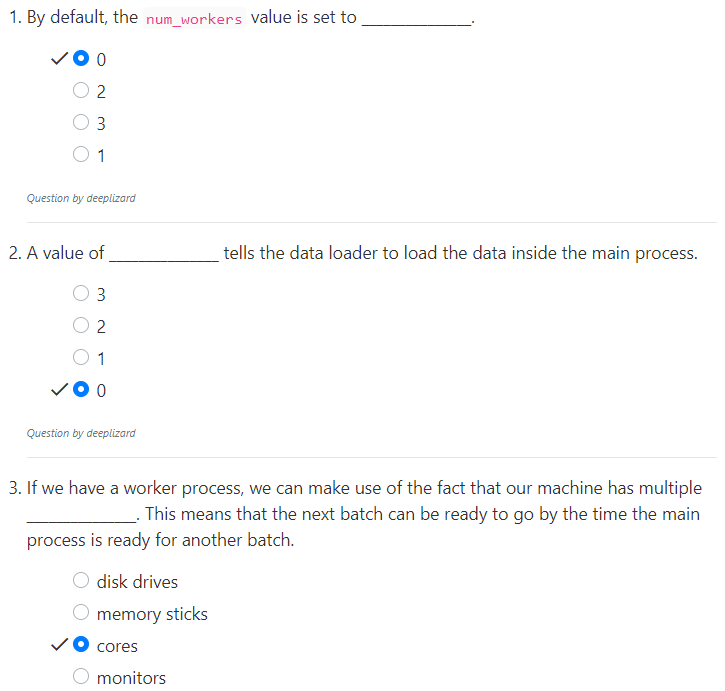 1. By default, the num_workers value is set to _____________.
0
2
3
1
Question by deeplizard
2. A value of _____________ tells the data loader to load the data inside the main process.
3
2
1
0
Question by deeplizard
3. If we have a worker process, we can make use of the fact that our machine has multiple
_____________. This means that the next batch can be ready to go by the time the main
process is ready for another batch.
disk drives
memory sticks
cores
monitors